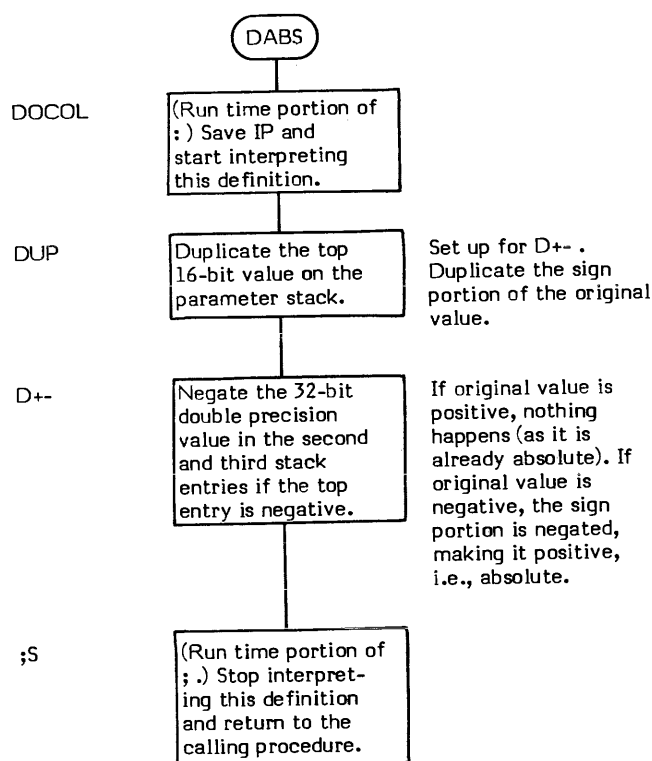 DABS
DOCOL
(Run time portion of
: ) Save IP and
start interpreting
this definition.
DUP
Duplicate the top
16-bit value on the
parameter stack.
Set up for D+- .
Duplicate the sign
portion of the original
value.
D+-
Negate the 32-bit
double precision
value in the second
and third stack
entries if the top
entry is negative.
If original value is
positive, nothing
happens (as it is
already absolute). If
original value is
negative, the sign
portion is negated,
making it positive,
i.e., absolute.
;S
(Run time portion of
; .) Stop interpret-
ing this definition
and return to the
calling procedure.